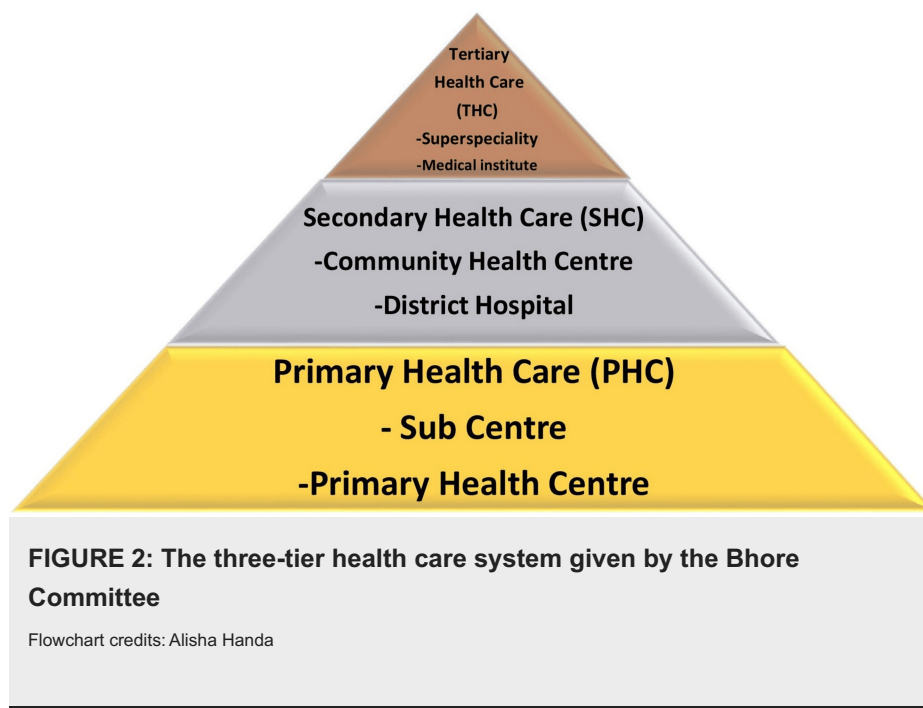 Tertiary
Health Care
(THC)
-Superspeciality
-Medical institute
Secondary Health Care (SHC)
-Community Health Centre
-District Hospital
Primary Health Care (PHC)
- Sub Centre
-Primary Health Centre
FIGURE 2: The three-tier health care system given by the Bhore
Committee
Flowchart credits: Alisha Handa